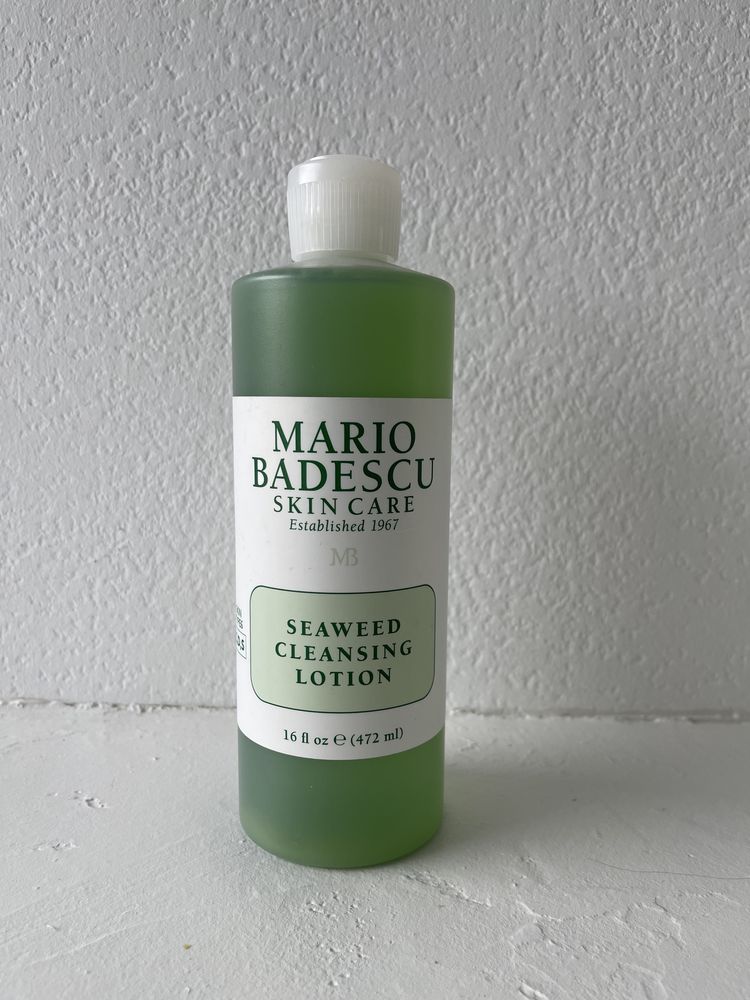 MARIO
BADESCU
SKIN CARE
Established 1967
MB
SEAWEED
CLEANSING
LOTION
16 fl oz ℮ (472 ml)